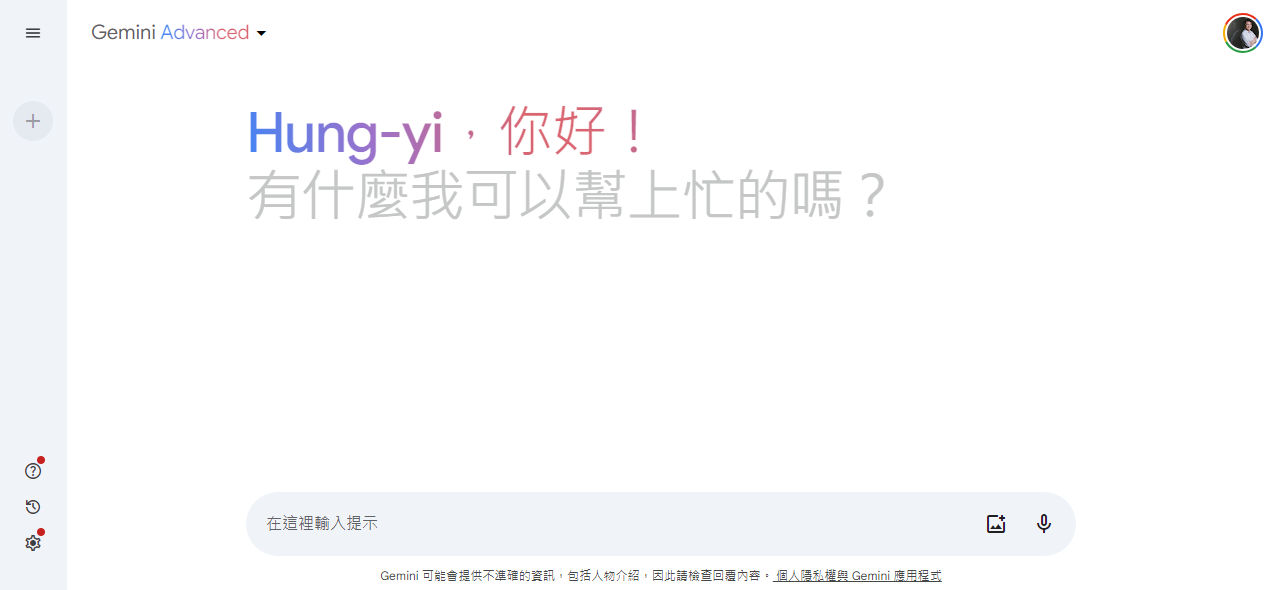 Gemini Advanced
Hung-yi，你好！
有什麼我可以幫上忙的嗎？
在這裡輸入提示
Gemini 可能會提供不準確的資訊，包括人物介紹，因此請檢查回覆內容。個人隱私權與 Gemini 應用程式